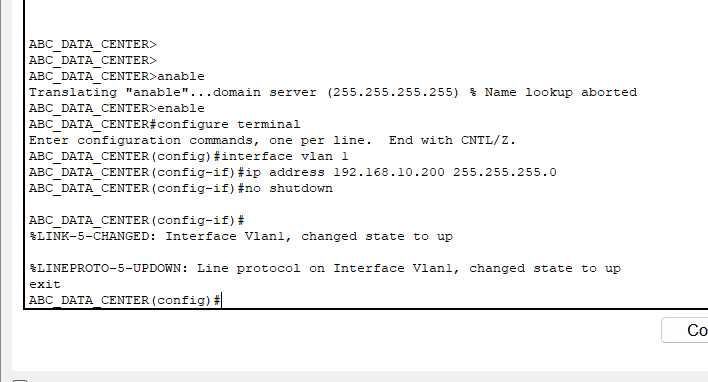 ABC_DATA_CENTER>
ABC_DATA_CENTER>
ABC_DATA_CENTER>anable
Translating "anable"...domain server (255.255.255.255) % Name lookup aborted
ABC_DATA_CENTER>enable
ABC_DATA_CENTER#configure terminal
Enter configuration commands, one per line.  End with CNTL/Z.
ABC_DATA_CENTER(config)#interface vlan 1
ABC_DATA_CENTER(config-if)#ip address 192.168.10.200 255.255.255.0
ABC_DATA_CENTER(config-if)#no shutdown
ABC_DATA_CENTER(config-if)#
%LINK-5-CHANGED: Interface Vlan1, changed state to up
%LINEPROTO-5-UPDOWN: Line protocol on Interface Vlan1, changed state to up
exit
ABC_DATA_CENTER(config)#
Co